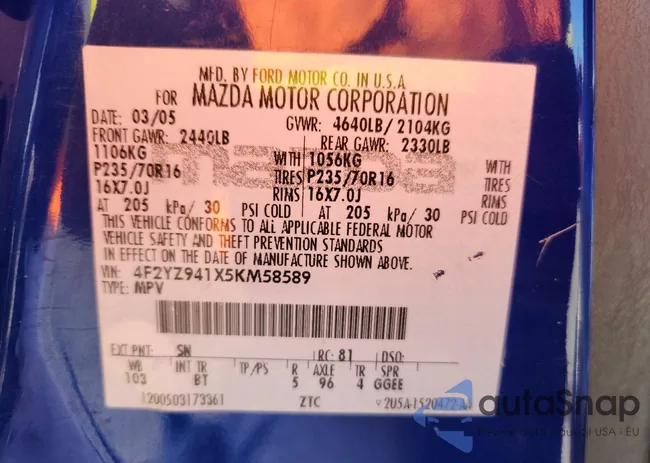 MFD. BY FORD MOTOR CO. IN U.S.A
FOR MAZDA MOTOR CORPORATION
DATE: 03/05 GVWR: 4640LB/ 2104KG
FRONT GAWR: 2440LB REAR GAWR: 2330LB
1106KG WITH 1056KG WITH
P235/70R16 TIRES P235/70R16 TIRES
16X7.0J RIMS 16X7.0J RIMS
AT 205 kPa/ 30 PSI COLD AT 205 kPa/ 30 PSI COLD
THIS VEHICLE CONFORMS TO ALL APPLICABLE FEDERAL MOTOR
VEHICLE SAFETY AND THEFT PREVENTION STANDARDS
IN EFFECT ON THE DATE OF MANUFACTURE SHOWN ABOVE.
VIN: 4F2YZ941X5KM58589
TYPE: MPV
EXT PNT: SN RC: 81 DSO:
WB INT TR TP/PS R AXLE TR SPR
103 BT 5 96 4 GGEE
12005031733​61 ZTC
mazda
autoSnap